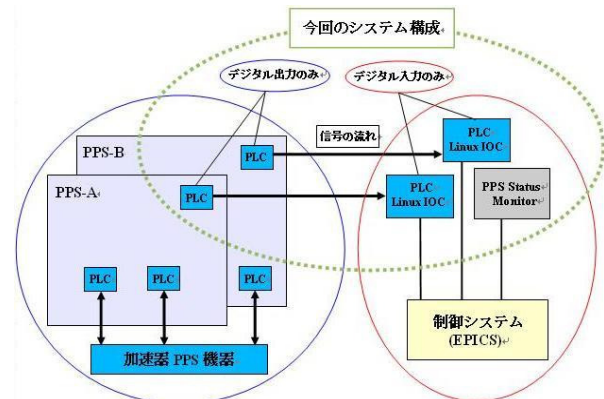 今回のシステム構成
デジタル出力のみ
デジタル入力のみ
信号の流れ
PPS-B
PLC
PLC
Linux IOC
PPS-A
PLC
PLC
Linux IOC
PPS Status
Monitor
PLC
PLC
PLC
加速器 PPS 機器
制御システム
(EPICS)